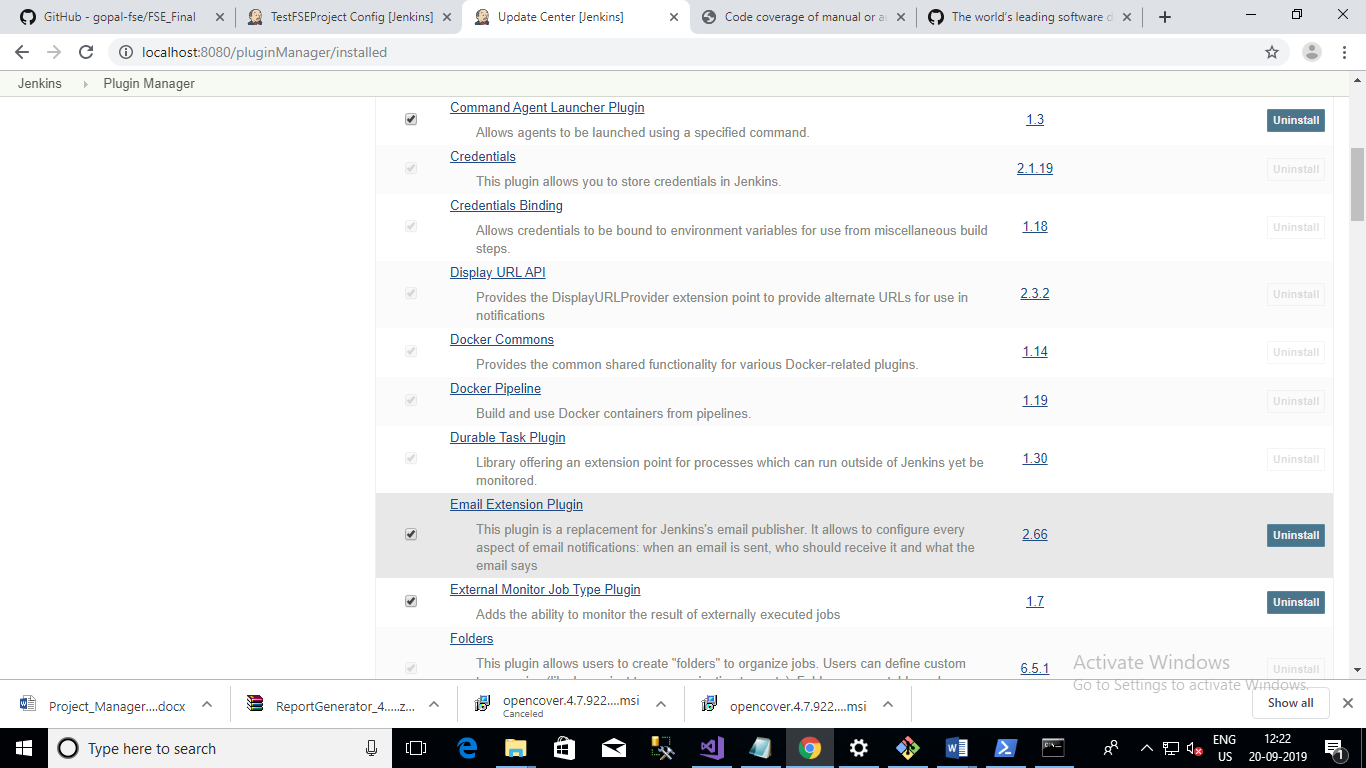 GitHub - gopal-fse/FSE_Final
TestFSEProject Config [Jenkins]
Update Center [Jenkins]
Code coverage of manual or a
The world's leading software d
localhost:8080/pluginManager/installed
Jenkins
Plugin Manager
Command Agent Launcher Plugin
Allows agents to be launched using a specified command.
1.3
Uninstall
Credentials
This plugin allows you to store credentials in Jenkins.
2.1.19
Uninstall
Credentials Binding
Allows credentials to be bound to environment variables for use from miscellaneous build
steps.
1.18
Uninstall
Display URL API
Provides the DisplayURLProvider extension point to provide alternate URLs for use in
notifications
2.3.2
Uninstall
Docker Commons
Provides the common shared functionality for various Docker-related plugins.
1.14
Uninstall
Docker Pipeline
Build and use Docker containers from pipelines.
1.19
Uninstall
Durable Task Plugin
Library offering an extension point for processes which can run outside of Jenkins yet be
monitored.
1.30
Uninstall
Email Extension Plugin
This plugin is a replacement for Jenkins's email publisher. It allows to configure every
aspect of email notifications: when an email is sent, who should receive it and what the
email says
2.66
Uninstall
External Monitor Job Type Plugin
Adds the ability to monitor the result of externally executed jobs
1.7
Uninstall
Folders
This plugin allows users to create "folders" to organize jobs. Users can define custom
6.5.1
Uninstall
Activate Windows
Go to Settings to activate Windows.
Project_Manager....docx
ReportGenerator_4.....z...
opencover.4.7.922....msi
Canceled
opencover.4.7.922....msi
Show all
Type here to search
ENG
US
12:22
20-09-2019
1